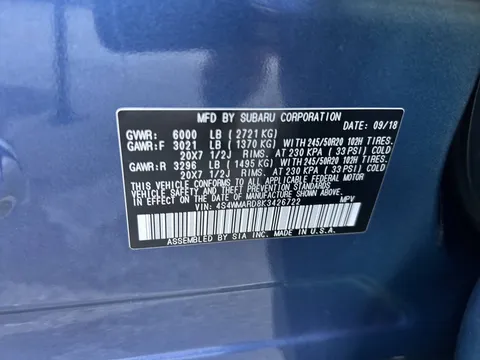 MFD BY SUBARU CORPORATION
DATE: 09/18
GVWR: 6000 LB (2721 KG)
GAWR:F 3021 LB (1370 KG) WITH 245/50R20 102H TIRES.
20X7 1/2J RIMS. AT 230 KPA (33 PSI) COLD
GAWR:R 3296 LB (1495 KG) WITH 245/50R20 102H TIRES.
20X7 1/2J RIMS. AT 230 KPA (33 PSI) COLD
THIS VEHICLE CONFORMS TO ALL APPLICABLE FEDERAL MOTOR
VEHICLE SAFETY AND THEFT PREVENTION STANDARDS
IN EFFECT ON THE DATE OF MANUFACTURE SHOWN ABOVE.
VIN: 4S4WMARD8K3426722 MPV
ASSEMBLED BY SIA INC. MADE IN U.S.A.